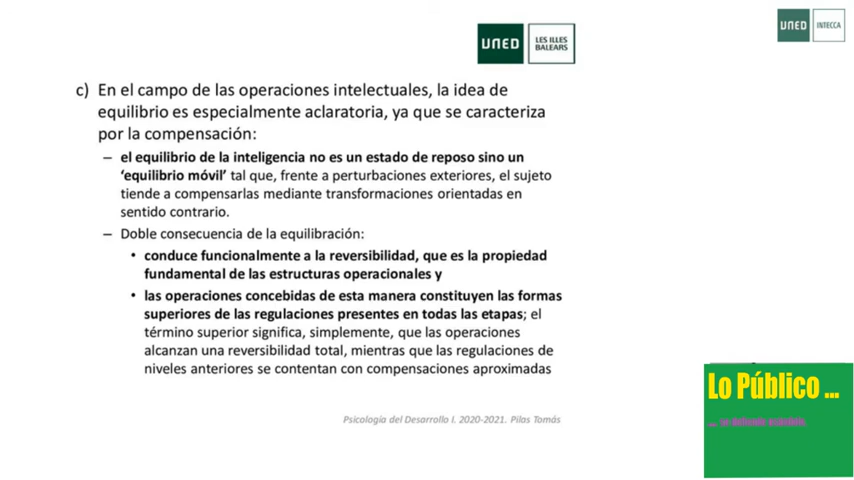 UNED
LES ILLES
BALEARS
UNED
INTECCA
c) En el campo de las operaciones intelectuales, la idea de
equilibrio es especialmente aclaratoria, ya que se caracteriza
por la compensación:
– el equilibrio de la inteligencia no es un estado de reposo sino un
‘equilibrio móvil’ tal que, frente a perturbaciones exteriores, el sujeto
tiende a compensarlas mediante transformaciones orientadas en
sentido contrario.
– Doble consecuencia de la equilibración:
• conduce funcionalmente a la reversibilidad, que es la propiedad
fundamental de las estructuras operacionales y
• las operaciones concebidas de esta manera constituyen las formas
superiores de las regulaciones presentes en todas las etapas; el
término superior significa, simplemente, que las operaciones
alcanzan una reversibilidad total, mientras que las regulaciones de
niveles anteriores se contentan con compensaciones aproximadas
Psicología del Desarrollo I. 2020-2021. Pilas Tomás
Lo Público ...
.... se defiende